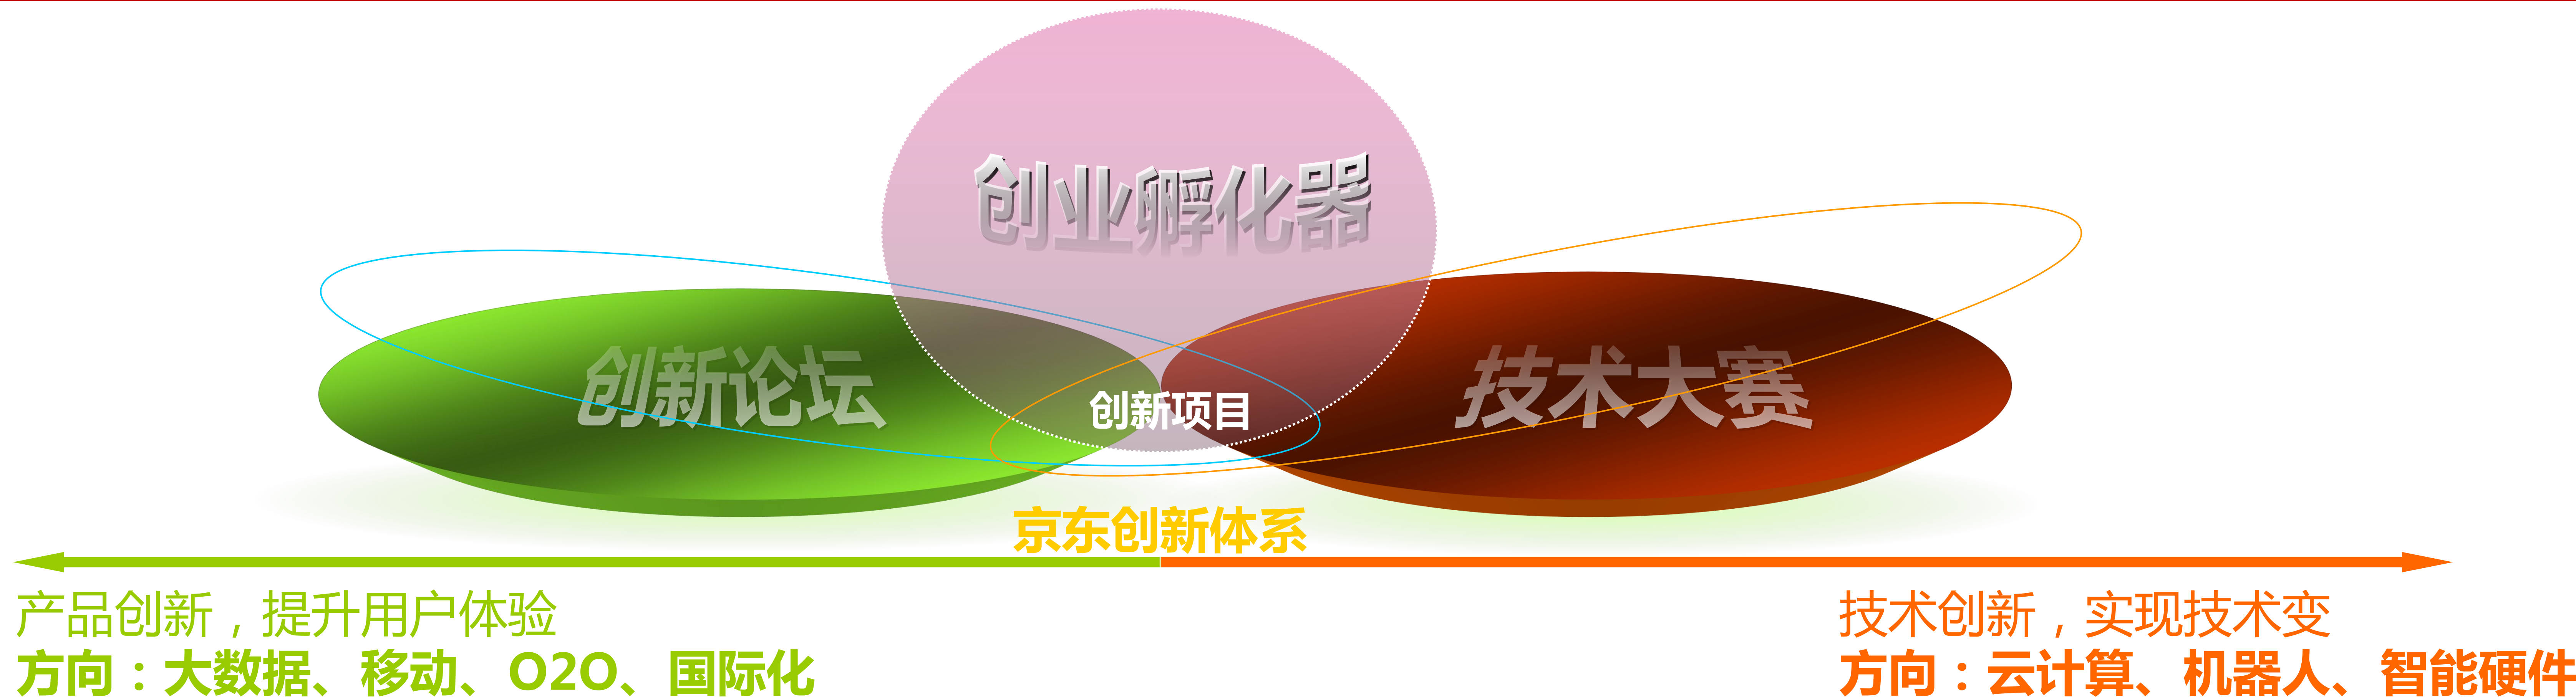 创业孵化器
创新论坛
技术大赛
创新项目
京东创新体系
产品创新，提升用户体验
方向：大数据、移动、O2O、国际化
技术创新，实现技术变
方向：云计算、机器人、智能硬件